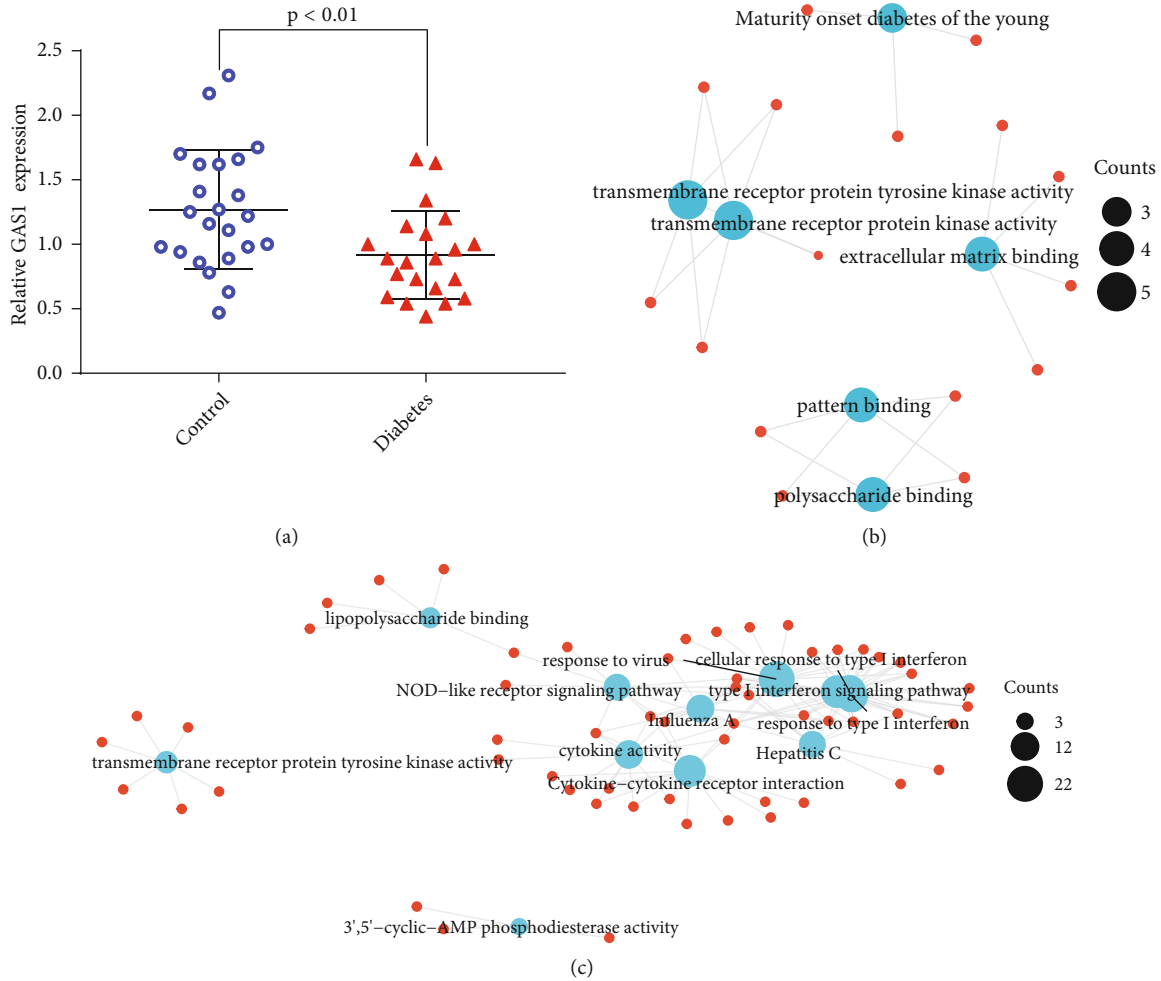 p < 0.01
2.5
2.0
1.5
1.0
0.5
0.0
Relative GAS1 expression
Control
Diabetes
(a)
Maturity onset diabetes of the young
transmembrane receptor protein tyrosine kinase activity
transmembrane receptor protein kinase activity
extracellular matrix binding
pattern binding
polysaccharide binding
Counts
3
4
5
(b)
lipopolysaccharide binding
response to virus
cellular response to type I interferon
NOD−like receptor signaling pathway
type I interferon signaling pathway
Influenza A
response to type I interferon
cytokine activity
Hepatitis C
transmembrane receptor protein tyrosine kinase activity
Cytokine−cytokine receptor interaction
3',5'−cyclic−AMP phosphodiesterase activity
Counts
3
12
22
(c)